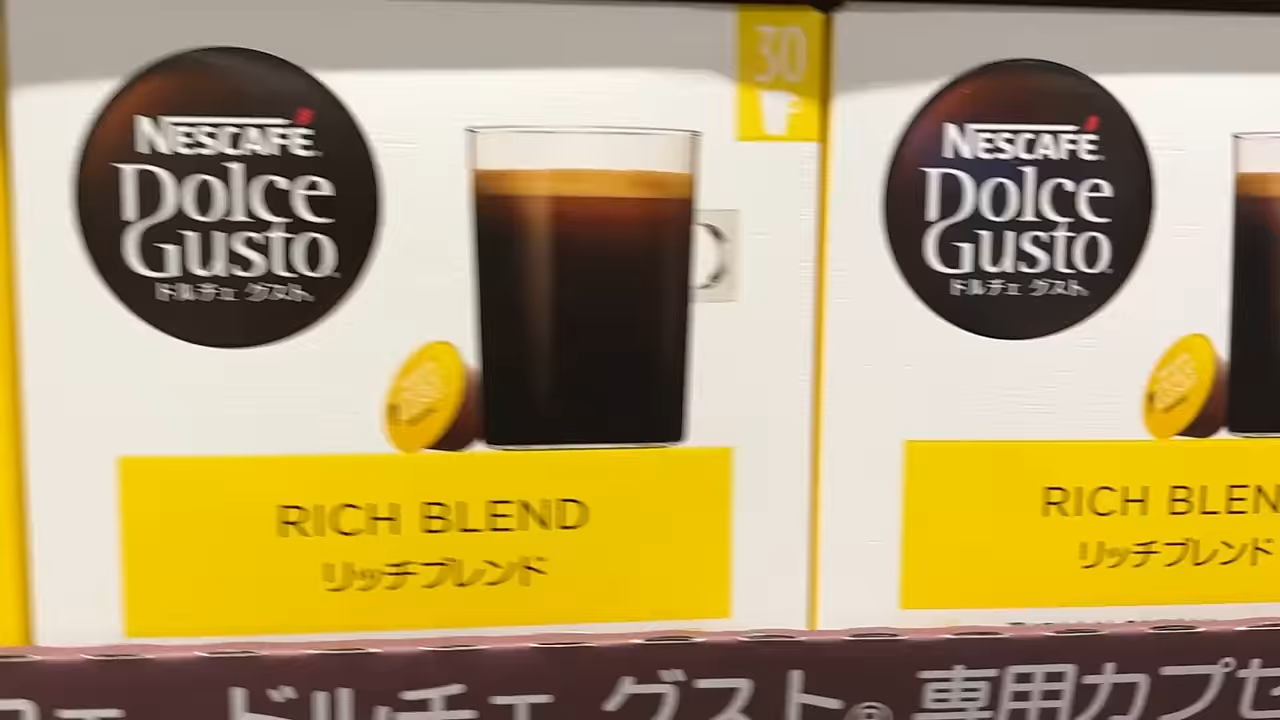 30
NESCAFÉ
Dolce
Gusto
ドルチェ グスト
RICH BLEND
リッチブレンド
NESCAFÉ
Dolce
Gusto
ドルチェ グスト
RICH BLEN
リッチブレンド
ェ ドルチェ グスト® 専用カプセ